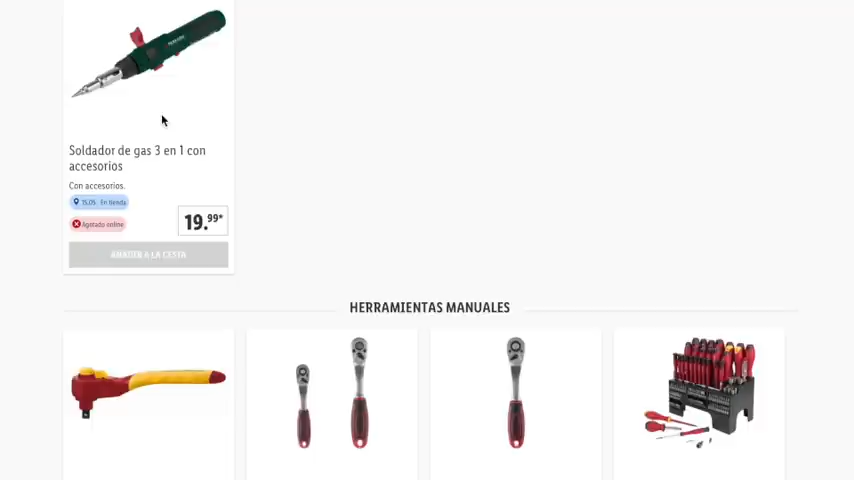 PARKSIDE
Soldador de gas 3 en 1 con
accesorios
Con accesorios.
15.05 En tienda
Agotado online
19.99*
AÑADIR A LA CESTA
HERRAMIENTAS MANUALES